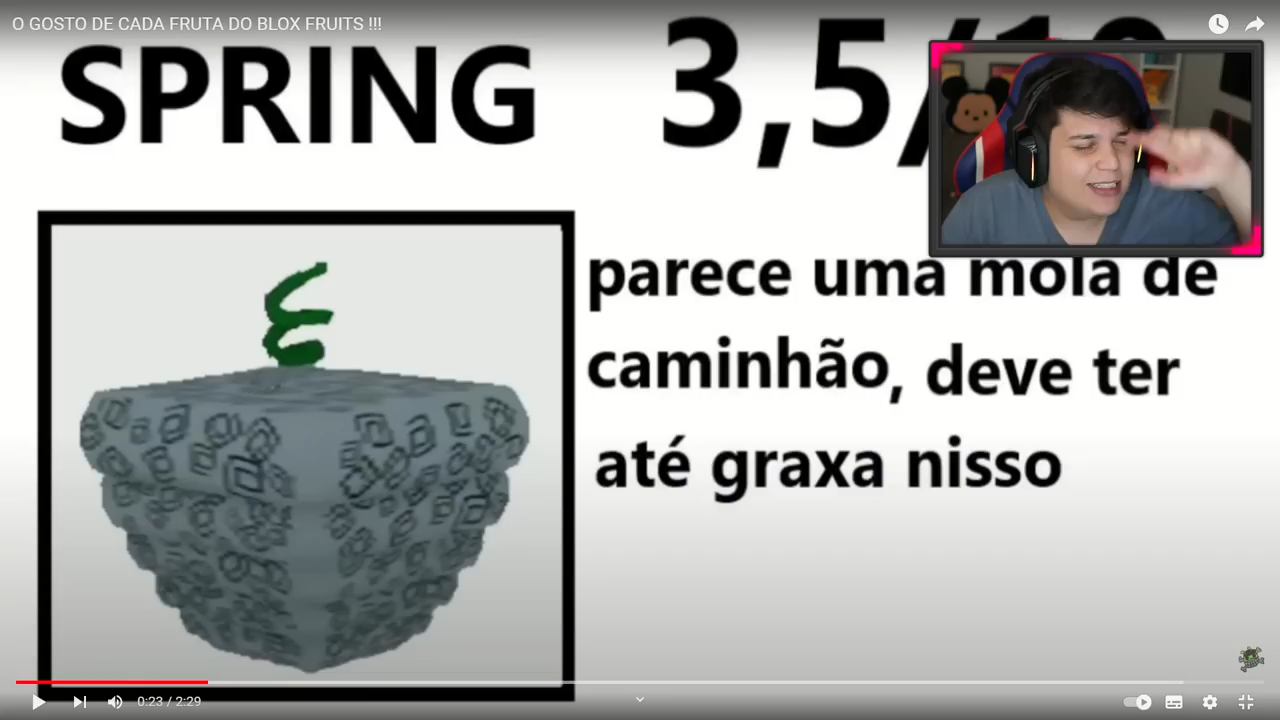 O GOSTO DE CADA FRUTA DO BLOX FRUITS !!!
SPRING 3,5/10
parece uma mola de
caminhão, deve ter
até graxa nisso
0:23 / 2:29